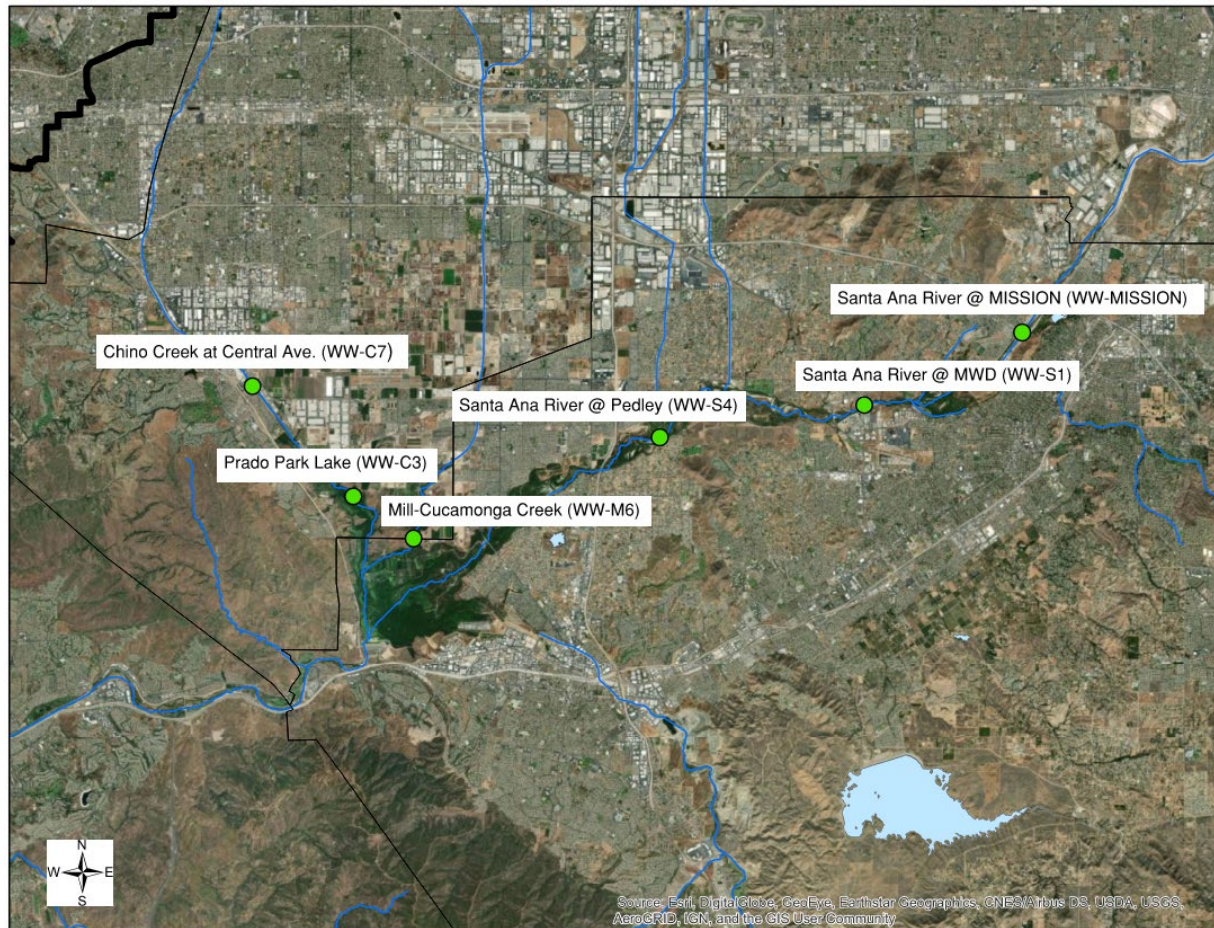 Santa Ana River @ MISSION (WW-MISSION)
Chino Creek at Central Ave. (WW-C7)
Santa Ana River @ MWD (WW-S1)
Santa Ana River @ Pedley (WW-S4)
Prado Park Lake (WW-C3)
Mill-Cucamonga Creek (WW-M6)
N
W E
S
Source: Esri, DigitalGlobe, GeoEye, Earthstar Geographics, CNES/Airbus DS, USDA, USGS,
AeroGRID, IGN, and the GIS User Community